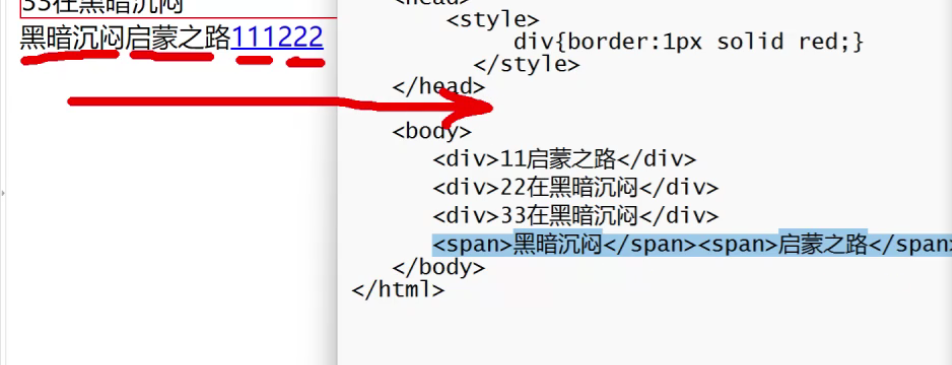 33在黑暗沉闷
黑暗沉闷启蒙之路111222
<head>
<style>
div{border:1px solid red;}
</style>
</head>
<body>
<div>11启蒙之路</div>
<div>22在黑暗沉闷</div>
<div>33在黑暗沉闷</div>
<span>黑暗沉闷</span><span>启蒙之路</span>
</body>
</html>